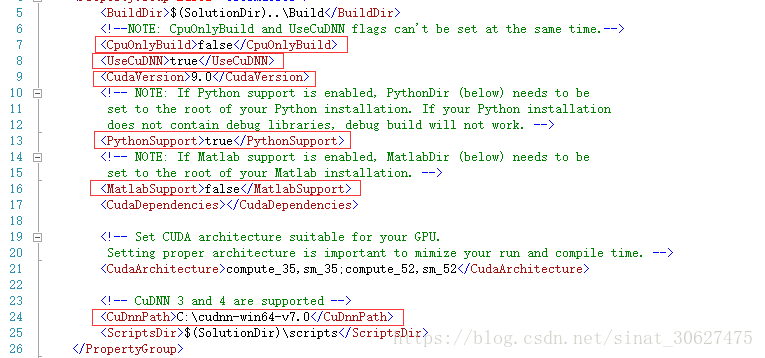 5 <BuildDir>$(SolutionDir)..\Build</BuildDir>
6 <!--NOTE: CpuOnlyBuild and UseCuDNN flags can't be set at the same time.-->
7 <CpuOnlyBuild>false</CpuOnlyBuild>
8 <UseCuDNN>true</UseCuDNN>
9 <CudaVersion>9.0</CudaVersion>
10 <!-- NOTE: If Python support is enabled, PythonDir (below) needs to be
11 set to the root of your Python installation. If your Python installation
12 does not contain debug libraries, debug build will not work. -->
13 <PythonSupport>true</PythonSupport>
14 <!-- NOTE: If Matlab support is enabled, MatlabDir (below) needs to be
15 set to the root of your Matlab installation. -->
16 <MatlabSupport>false</MatlabSupport>
17 <CudaDependencies></CudaDependencies>
18
19 <!-- Set CUDA architecture suitable for your GPU.
20 Setting proper architecture is important to mimize your run and compile time. -->
21 <CudaArchitecture>compute_35,sm_35;compute_52,sm_52</CudaArchitecture>
22
23 <!-- CuDNN 3 and 4 are supported -->
24 <CuDnnPath>C:\cudnn-win64-v7.0</CuDnnPath>
25 <ScriptsDir>$(SolutionDir)\scripts</ScriptsDir>
https://blog.csdn.net/sinat_30627475
26 </PropertyGroup>